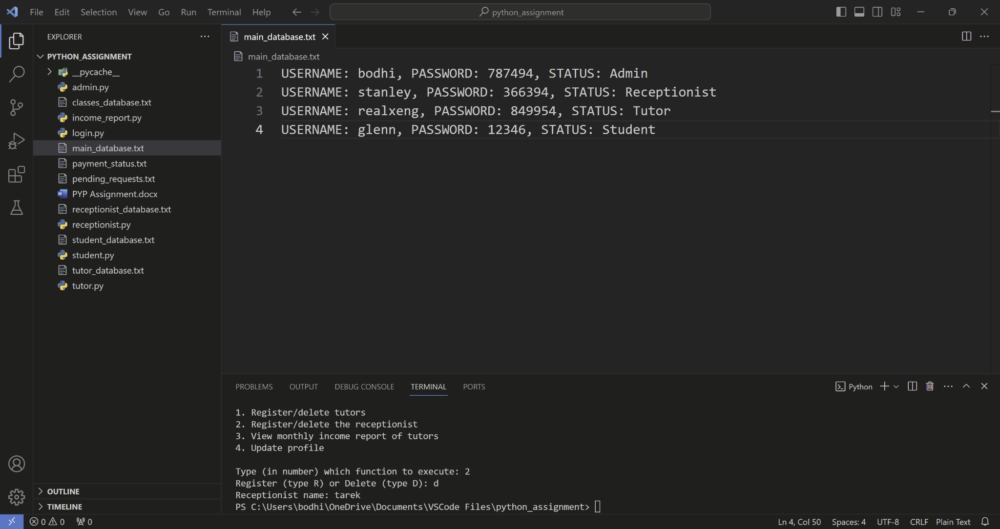 File Edit Selection View Go Run Terminal Help
python_assignment
EXPLORER
PYTHON_ASSIGNMENT
__pycache__
admin.py
classes_database.txt
income_report.py
login.py
main_database.txt
payment_status.txt
pending_requests.txt
PYP Assignment.docx
receptionist_database.txt
receptionist.py
student_database.txt
student.py
tutor_database.txt
tutor.py
OUTLINE
TIMELINE
main_database.txt
main_database.txt
1 USERNAME: bodhi, PASSWORD: 787494, STATUS: Admin
2 USERNAME: stanley, PASSWORD: 366394, STATUS: Receptionist
3 USERNAME: realxeng, PASSWORD: 849954, STATUS: Tutor
4 USERNAME: glenn, PASSWORD: 12346, STATUS: Student
PROBLEMS OUTPUT DEBUG CONSOLE TERMINAL PORTS
Python
1. Register/delete tutors
2. Register/delete the receptionist
3. View monthly income report of tutors
4. Update profile
Type (in number) which function to execute: 2
Register (type R) or Delete (type D): d
Receptionist name: tarek
PS C:\Users\bodhi\OneDrive\Documents\VSCode Files\python_assignment>
0 0 0
Ln 4, Col 50 Spaces: 4 UTF-8 CRLF Plain Text